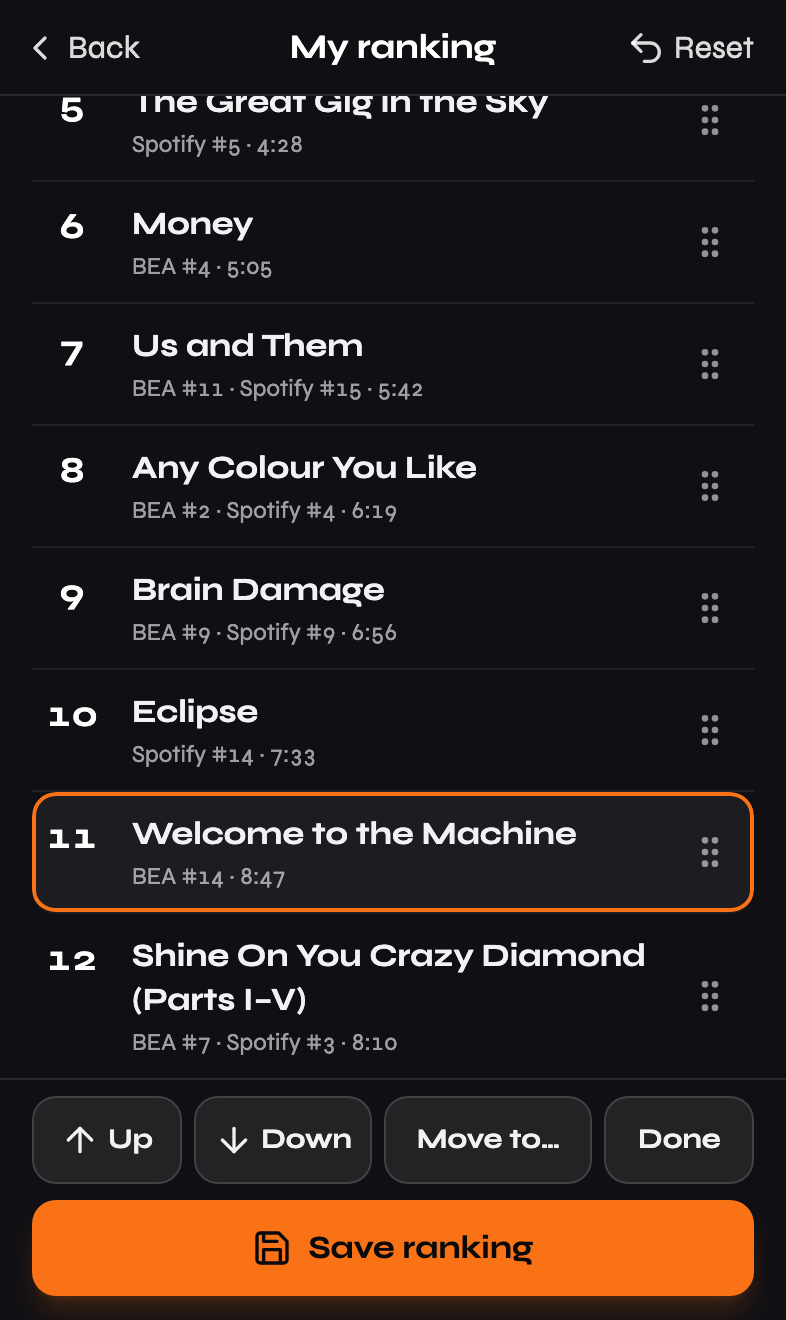 Back
My ranking
Reset
5
The Great Gig in the Sky
Spotify #5 · 4:28
6
Money
BEA #4 · 5:05
7
Us and Them
BEA #11 · Spotify #15 · 5:42
8
Any Colour You Like
BEA #2 · Spotify #4 · 6:19
9
Brain Damage
BEA #9 · Spotify #9 · 6:56
10
Eclipse
Spotify #14 · 7:33
11
Welcome to the Machine
BEA #14 · 8:47
12
Shine On You Crazy Diamond
(Parts I–V)
BEA #7 · Spotify #3 · 8:10
Up
Down
Move to...
Done
Save ranking